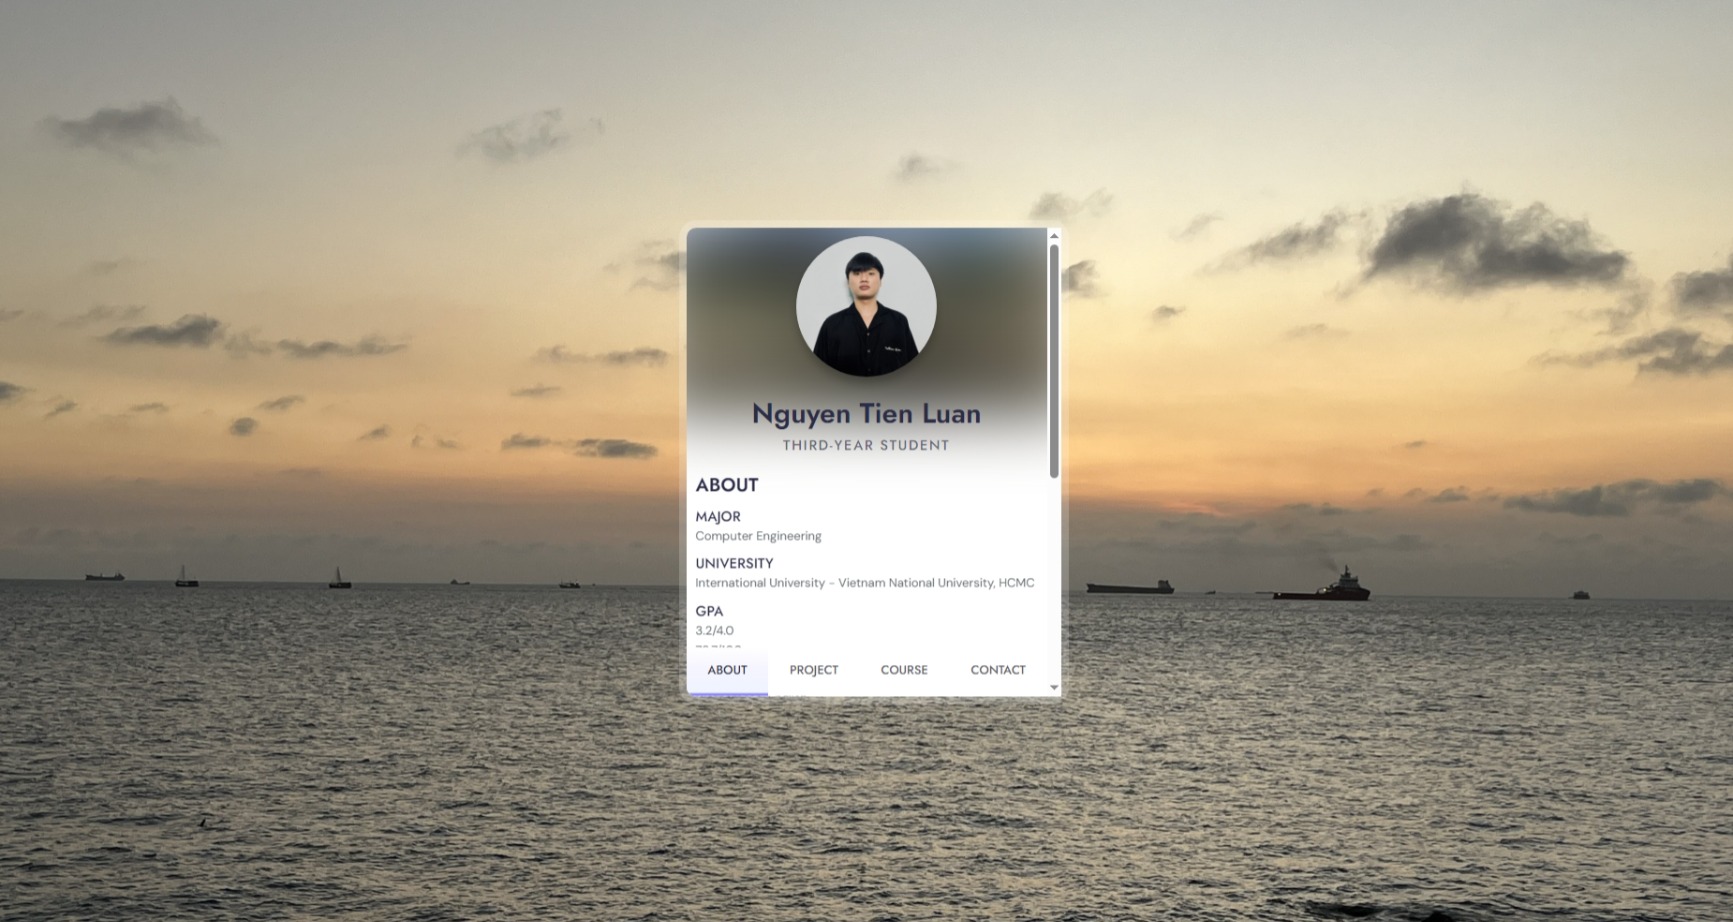 Nguyen Tien Luan
THIRD-YEAR STUDENT
ABOUT
MAJOR
Computer Engineering
UNIVERSITY
International University - Vietnam National University, HCMC
GPA
3.2/4.0
ABOUT PROJECT COURSE CONTACT